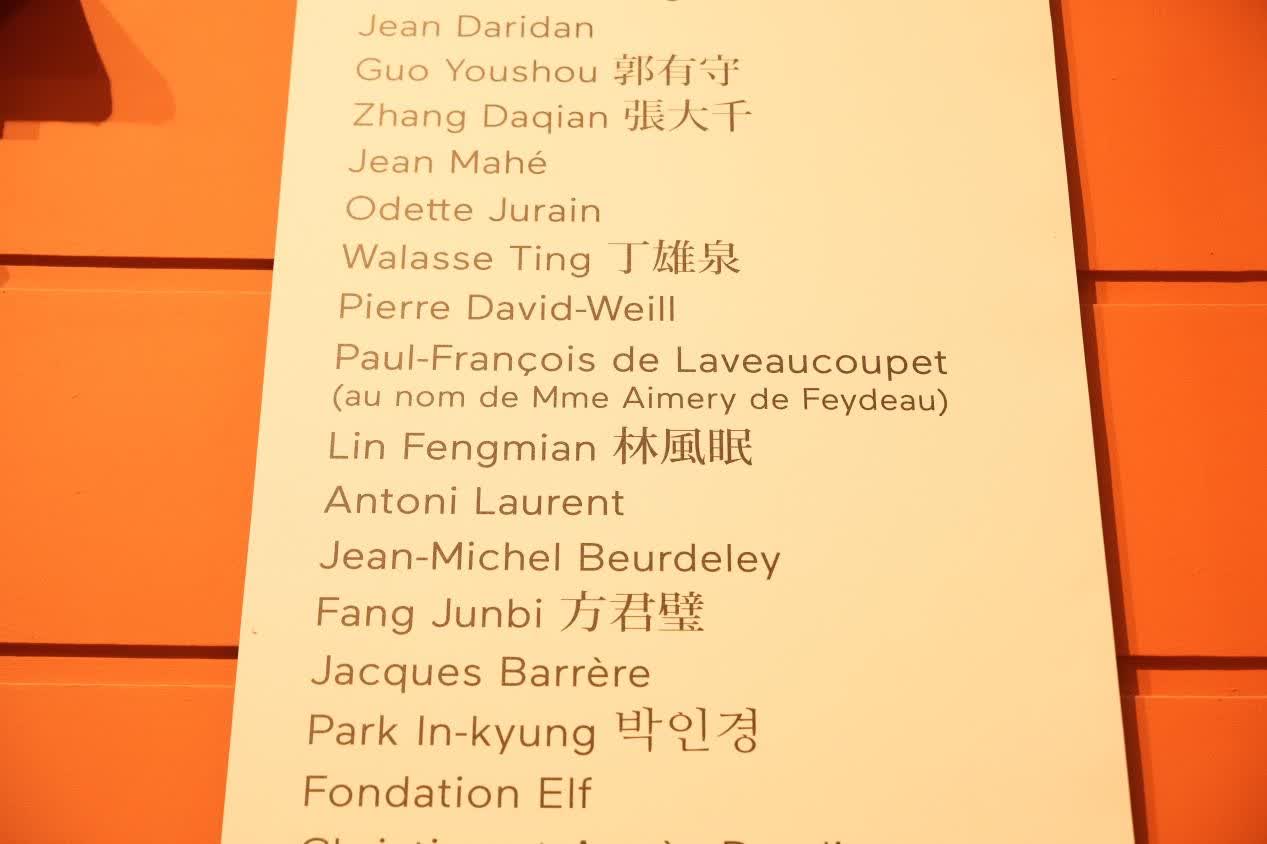 Jean Daridan
Guo Youshou 郭有守
Zhang Daqian 張大千
Jean Mahé
Odette Jurain
Walasse Ting 丁雄泉
Pierre David-Weill
Paul-François de Laveaucoupet
(au nom de Mme Aimery de Feydeau)
Lin Fengmian 林風眠
Antoni Laurent
Jean-Michel Beurdeley
Fang Junbi 方君璧
Jacques Barrère
Park In-kyung 박인경
Fondation Elf